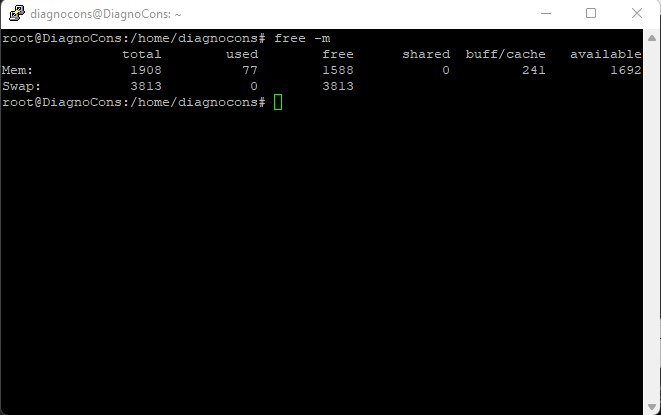 diagnocons@DiagnoCons: ~
root@DiagnoCons:/home/diagnocons# free -m
              total        used        free      shared  buff/cache   available
Mem:           1908          77        1588           0         241        1692
Swap:          3813           0        3813
root@DiagnoCons:/home/diagnocons#